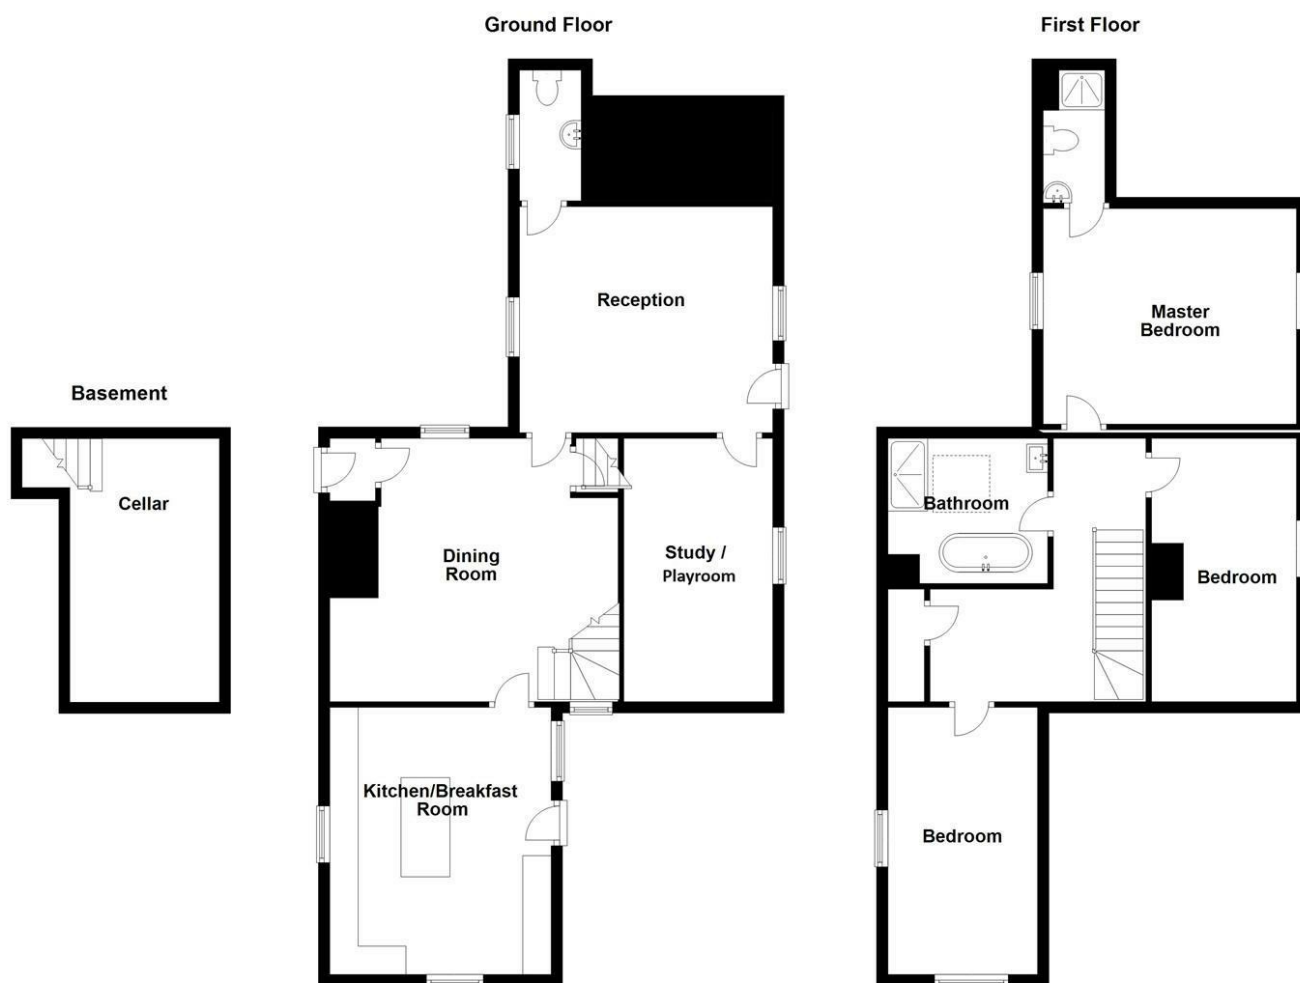 Ground Floor
First Floor
Reception
Master
Bedroom
Basement
Cellar
Dining
Room
Study /
Playroom
Bathroom
Bedroom
Kitchen/Breakfast
Room
Bedroom